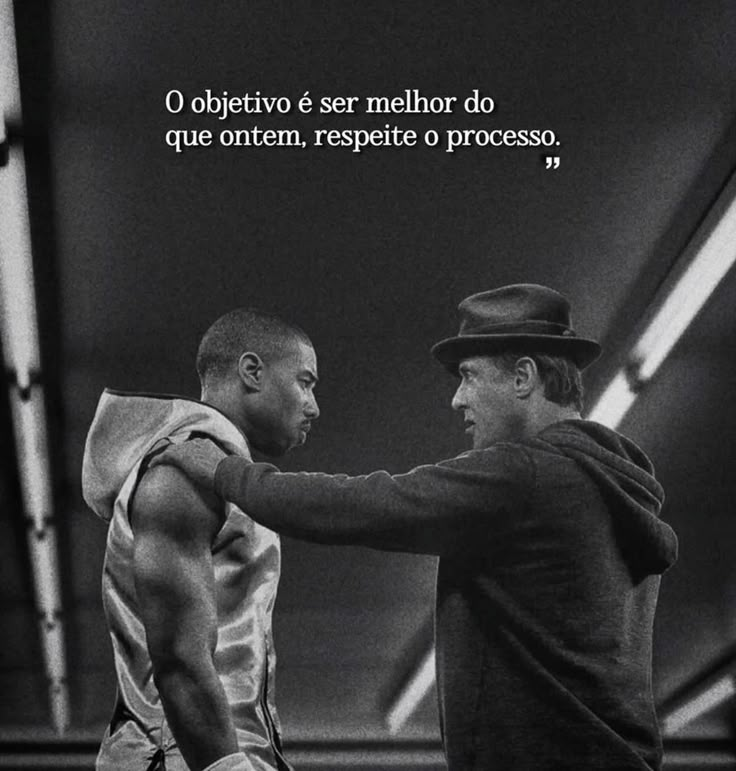 O objetivo é ser melhor do
que ontem, respeite o processo.
”